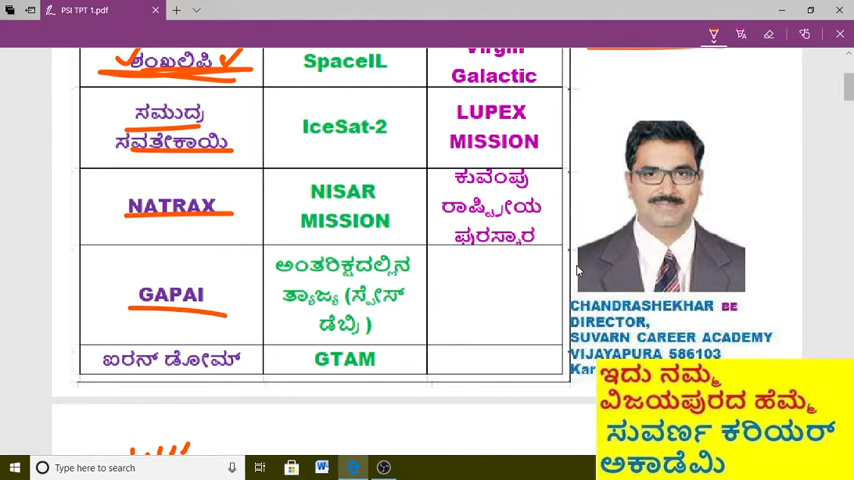 PSI TPT 1.pdf
ಶಂಖಲಿಪಿ
SpaceIL
Virgin
Galactic
ಸಮುದ್ರ
ಸವತೇಕಾಯಿ
IceSat-2
LUPEX
MISSION
NATRAX
NISAR
MISSION
ಕುವೆಂಪು
ರಾಷ್ಟ್ರೀಯ
ಪುರಸ್ಕಾರ
GAPAI
ಅಂತರಿಕ್ಷದಲ್ಲಿನ
ತ್ಯಾಜ್ಯ (ಸ್ಪೇಸ್
ಡೆಬ್ರಿ )
ಐರನ್ ಡೋಮ್
GTAM
CHANDRASHEKHAR BE
DIRECTOR,
SUVARN CAREER ACADEMY
VIJAYAPURA 586103
Kar
ಇದು ನಮ್ಮ
ವಿಜಯಪುರದ ಹೆಮ್ಮೆ
ಸುವರ್ಣ ಕರಿಯರ್
ಅಕಾಡೆಮಿ
Type here to search